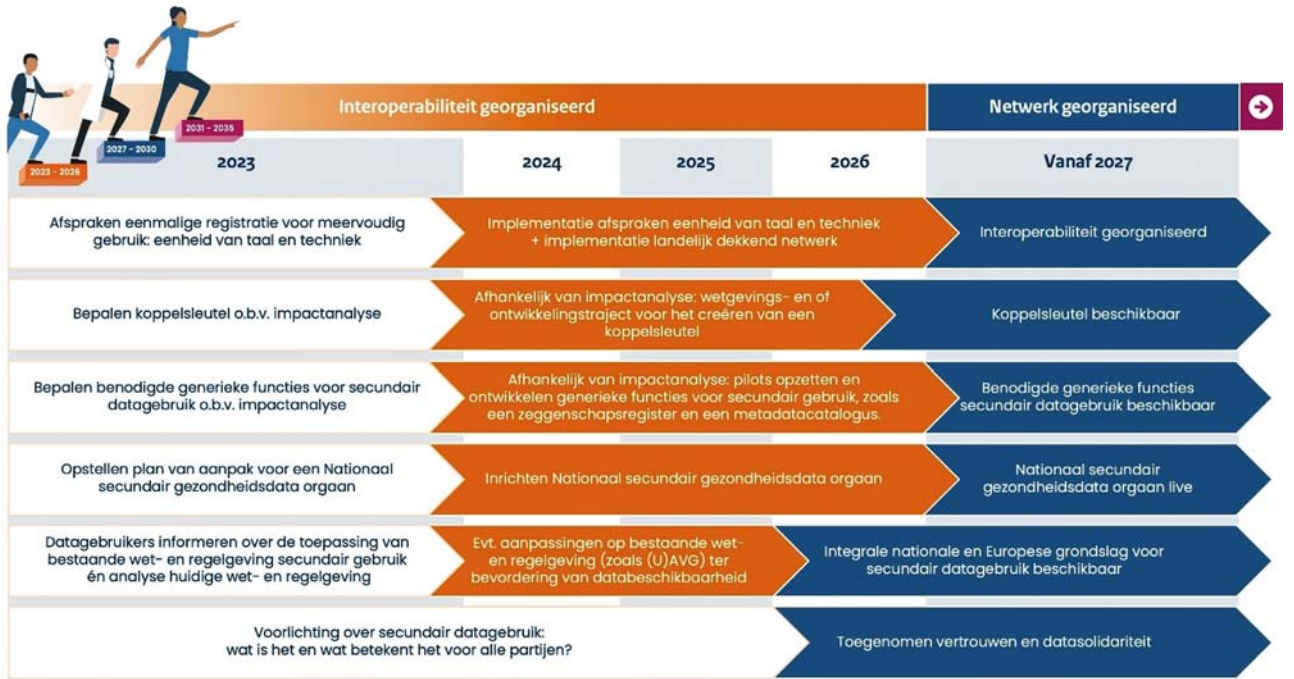 2023 - 2026
2027 - 2030
2031 - 2035
Interoperabiliteit georganiseerd
Netwerk georganiseerd
2023
2024
2025
2026
Vanaf 2027
Afspraken eenmalige registratie voor meervoudig
gebruik: eenheid van taal en techniek
Implementatie afspraken eenheid van taal en techniek
+ implementatie landelijk dekkend netwerk
Interoperabiliteit georganiseerd
Bepalen koppelsleutel o.b.v. impactanalyse
Afhankelijk van impactanalyse: wetgevings- en of
ontwikkelingstraject voor het creëren van een
koppelsleutel
Koppelsleutel beschikbaar
Bepalen benodigde generieke functies voor secundair
datagebruik o.b.v. impactanalyse
Afhankelijk van impactanalyse: pilots opzetten en
ontwikkelen generieke functies voor secundair gebruik, zoals
een zeggenschapsregister en een metadatacatalogus.
Benodigde generieke functies
secundair datagebruik beschikbaar
Opstellen plan van aanpak voor een Nationaal
secundair gezondheidsdata orgaan
Inrichten Nationaal secundair gezondheidsdata orgaan
Nationaal secundair
gezondheidsdata orgaan live
Datagebruikers informeren over de toepassing van
bestaande wet- en regelgeving secundair gebruik
én analyse huidige wet- en regelgeving
Evt. aanpassingen op bestaande wet-
en regelgeving (zoals (U)AVG) ter
bevordering van databeschikbaarheid
Integrale nationale en Europese grondslag voor
secundair datagebruik beschikbaar
Voorlichting over secundair datagebruik:
wat is het en wat betekent het voor alle partijen?
Toegenomen vertrouwen en datasolidariteit